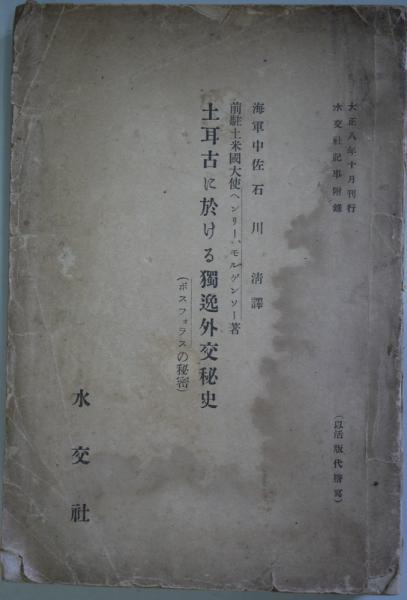 大正八年十月刊行
水交社記事附錄
(以活版代謄寫)
海軍中佐石川淸譯
前駐土米國大使ヘンリー、モルゲンソー著
土耳古に於ける獨逸外交秘史
(ボスフォラスの秘密)
水交社